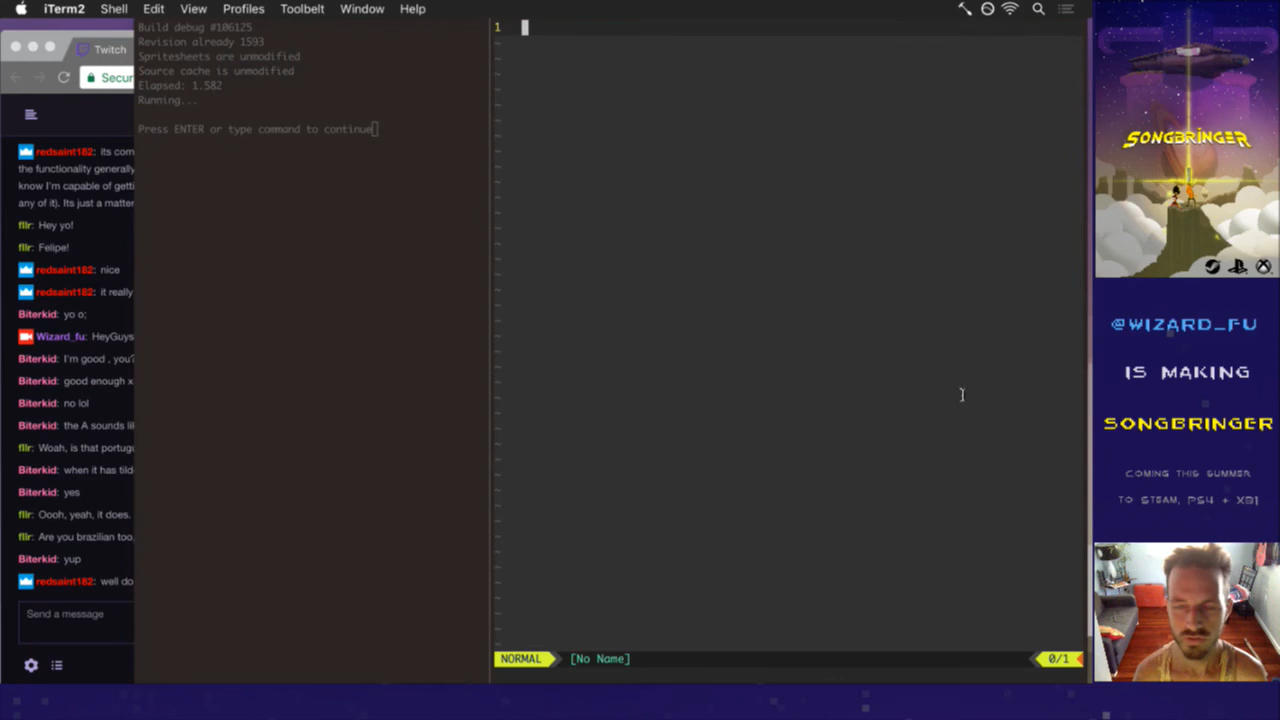 iTerm2 Shell Edit View Profiles Toolbelt Window Help
Twitch
Secur
redsaint182: its com
the functionality generally
know I'm capable of getti
any of it). Its just a matter
fllr: Hey yo!
fllr: Felipe!
redsaint182: nice
redsaint182: it really
Biterkid: yo o;
Wizard_fu: HeyGuys
Biterkid: I'm good , you?
Biterkid: good enough x
Biterkid: no lol
Biterkid: the A sounds lik
fllr: Woah, is that portugu
Biterkid: when it has tild
Biterkid: yes
fllr: Oooh, yeah, it does.
fllr: Are you brazilian too,
Biterkid: yup
redsaint182: well do
Send a message
Build debug #106125
Revision already 1593
Spritesheets are unmodified
Source cache is unmodified
Elapsed: 1.582
Running...
Press ENTER or type command to continue
1
NORMAL [No Name] 0/1
SONGBRINGER
@WIZARD_FU
IS MAKING
SONGBRINGER
COMING THIS SUMMER
TO STEAM, PS4 + XB1